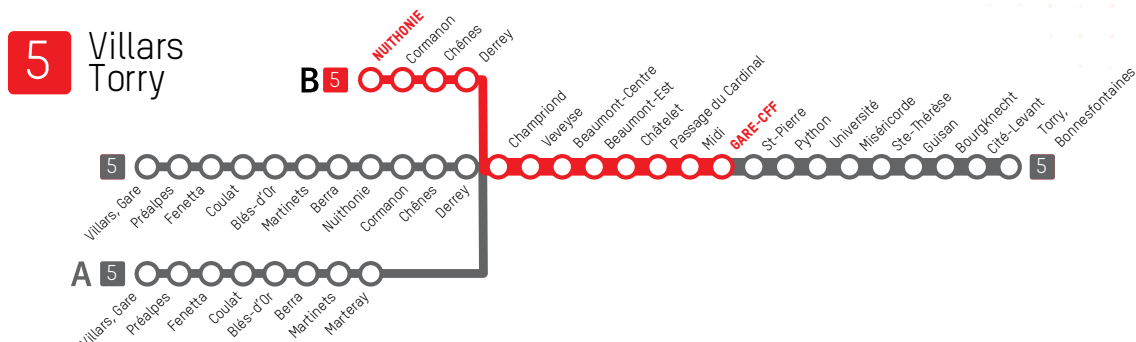 5
Villars
Torry
B 5
NUITHONIE
Cormanon
Chênes
Derrey
5
Villars, Gare
Préalpes
Fenetta
Coulat
Blés-d'Or
Martinets
Berra
Nuithonie
Cormanon
Chênes
Derrey
Champriond
Veveyse
Beaumont-Centre
Beaumont-Est
Châtelet
Passage du Cardinal
Midi
GARE-CFF
St-Pierre
Python
Université
Miséricorde
Ste-Thérèse
Guisan
Bourgknecht
Cité-Levant
Torry,
Bonnesfontaines
5
A 5
Villars, Gare
Préalpes
Fenetta
Coulat
Blés-d'Or
Berra
Martinets
Marteray